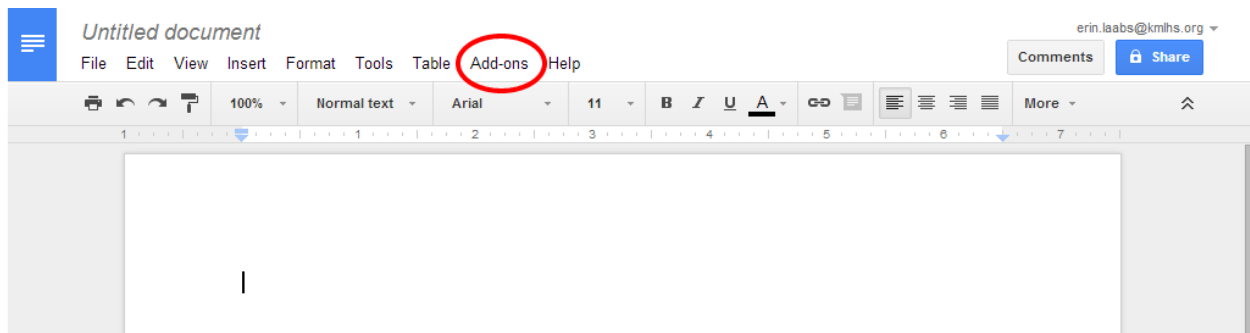 Untitled document
erin.laabs@kmlhs.org
File Edit View Insert Format Tools Table Add-ons Help
Comments Share
100% Normal text Arial 11 B I U A More
1 1 2 3 4 5 6 7